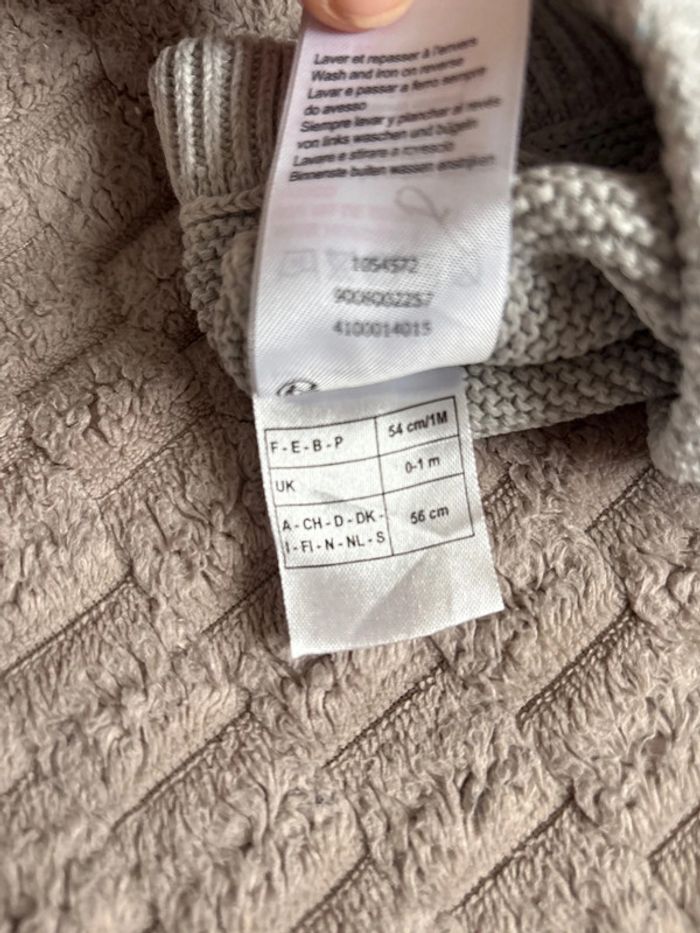 Laver et repasser à l'envers
Wash and iron on reverse
Lavar e passar a ferro sempre
do avesso
Siempre lavar y planchar al revés
von links waschen und bügeln
Lavare e stirare a rovescio
Binnenste buiten wassen en strijken
1054572
4100014015
F - E - B - P 54 cm/1M
UK 0-1 m
A - CH - D - DK -
I - FI - N - NL - S 56 cm